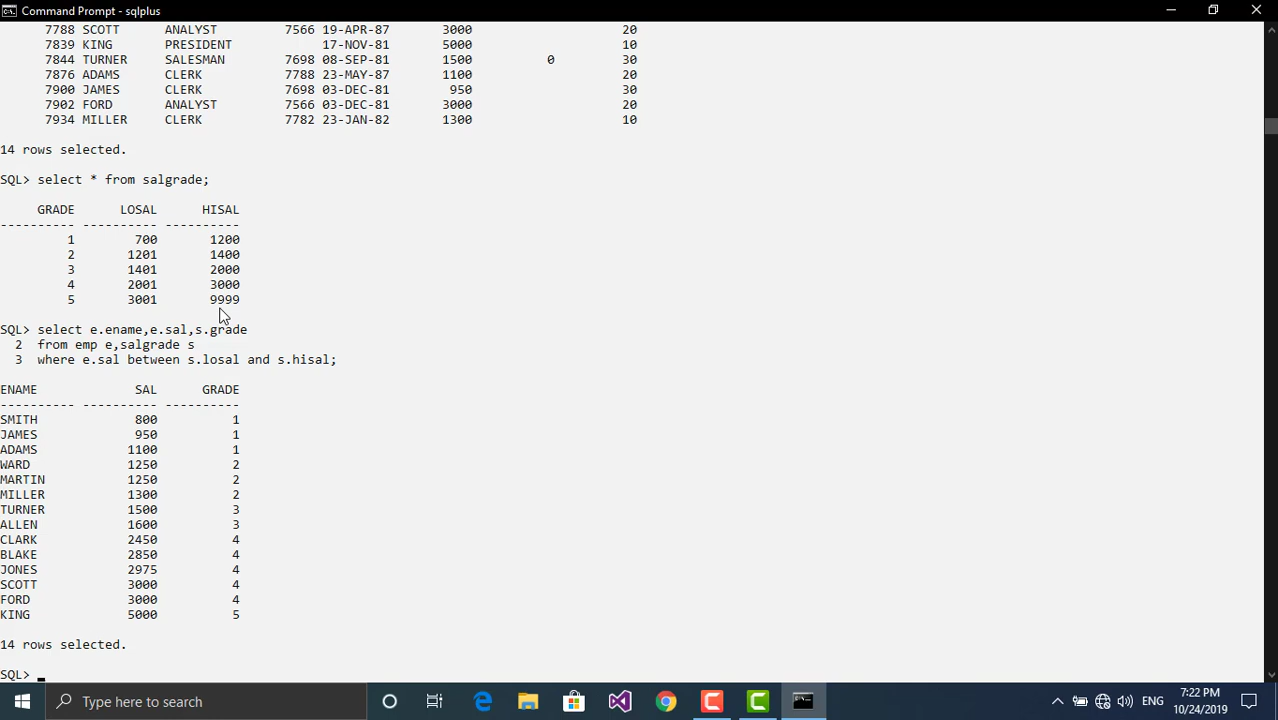 Command Prompt - sqlplus
7788 SCOTT ANALYST 7566 19-APR-87 3000 20
7839 KING PRESIDENT 17-NOV-81 5000 10
7844 TURNER SALESMAN 7698 08-SEP-81 1500 0 30
7876 ADAMS CLERK 7788 23-MAY-87 1100 20
7900 JAMES CLERK 7698 03-DEC-81 950 30
7902 FORD ANALYST 7566 03-DEC-81 3000 20
7934 MILLER CLERK 7782 23-JAN-82 1300 10
14 rows selected.
SQL> select * from salgrade;
GRADE LOSAL HISAL
---------- ---------- ----------
1 700 1200
2 1201 1400
3 1401 2000
4 2001 3000
5 3001 9999
SQL> select e.ename,e.sal,s.grade
2 from emp e,salgrade s
3 where e.sal between s.losal and s.hisal;
ENAME SAL GRADE
---------- ---------- ----------
SMITH 800 1
JAMES 950 1
ADAMS 1100 1
WARD 1250 2
MARTIN 1250 2
MILLER 1300 2
TURNER 1500 3
ALLEN 1600 3
CLARK 2450 4
BLAKE 2850 4
JONES 2975 4
SCOTT 3000 4
FORD 3000 4
KING 5000 5
14 rows selected.
SQL>
Type here to search
ENG
7:22 PM
10/24/2019